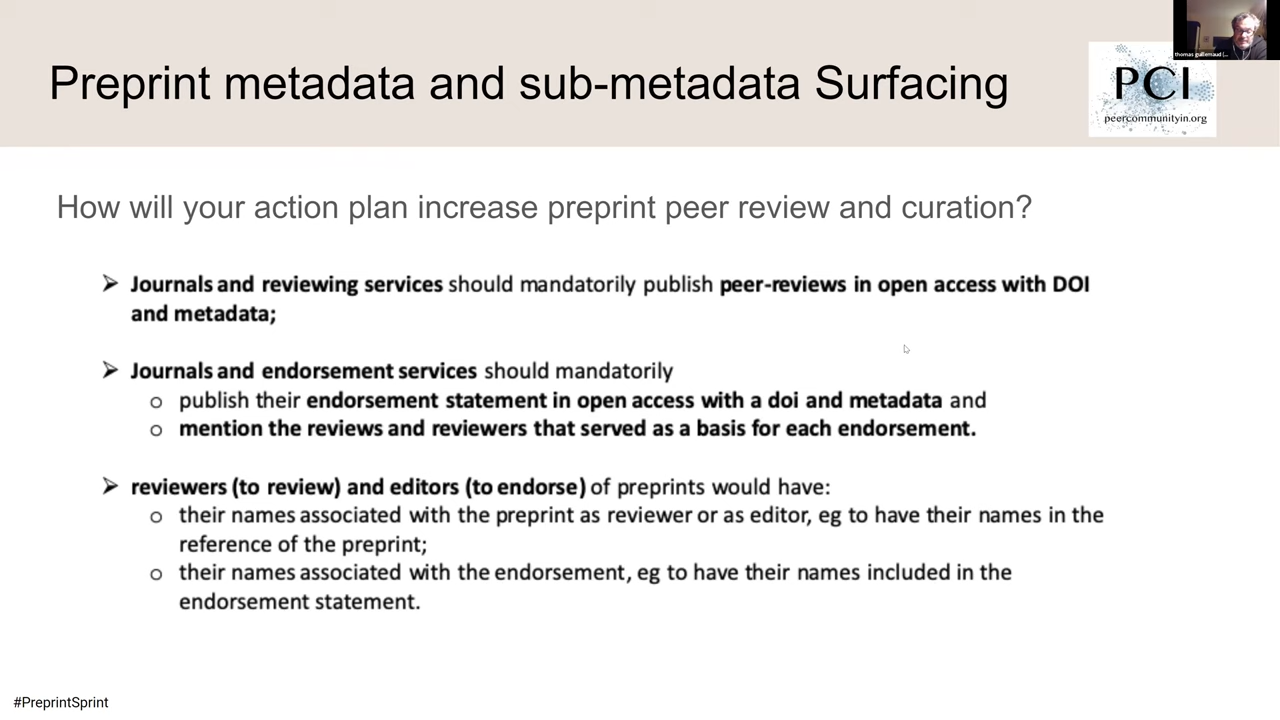 thomas guillemaud (...
Preprint metadata and sub-metadata Surfacing
PCI
peercommunityin.org
How will your action plan increase preprint peer review and curation?
➢ Journals and reviewing services should mandatorily publish peer-reviews in open access with DOI
and metadata;
➢ Journals and endorsement services should mandatorily
o publish their endorsement statement in open access with a doi and metadata and
o mention the reviews and reviewers that served as a basis for each endorsement.
➢ reviewers (to review) and editors (to endorse) of preprints would have:
o their names associated with the preprint as reviewer or as editor, eg to have their names in the
reference of the preprint;
o their names associated with the endorsement, eg to have their names included in the
endorsement statement.
#PreprintSprint